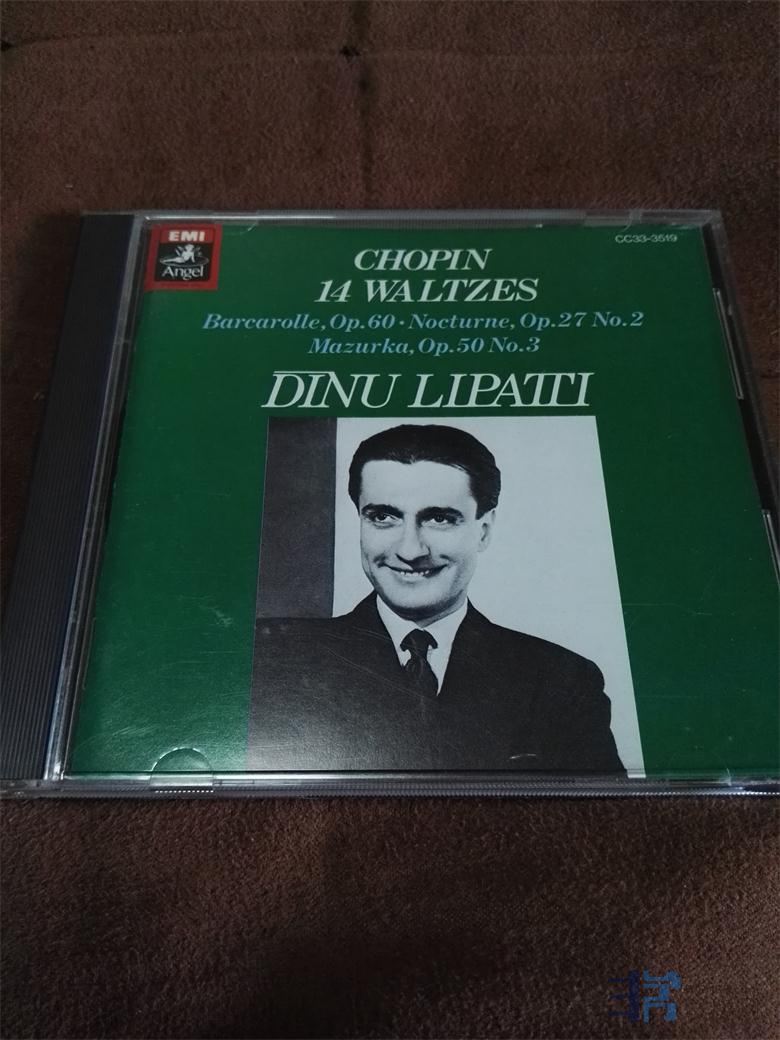 EMI
Angel
CC33-3519
CHOPIN
14 WALTZES
Barcarolle, Op.60 · Nocturne, Op.27 No.2
Mazurka, Op.50 No.3
DINU LIPATTI